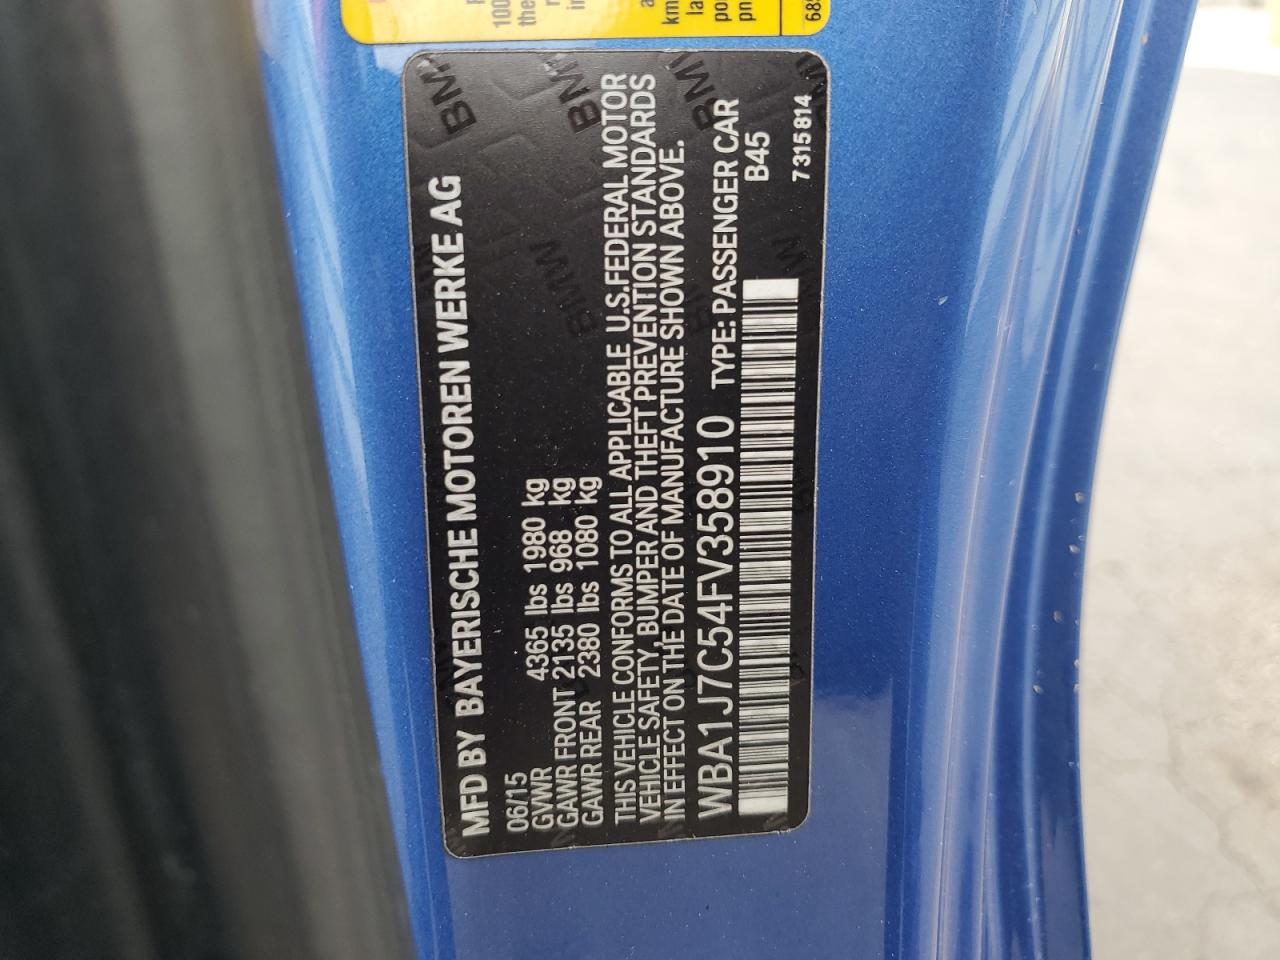 MFD BY BAYERISCHE MOTOREN WERKE AG
06/15
GVWR 4365 lbs 1980 kg
GAWR FRONT 2135 lbs 968 kg
GAWR REAR 2380 lbs 1080 kg
THIS VEHICLE CONFORMS TO ALL APPLICABLE U.S.FEDERAL MOTOR
VEHICLE SAFETY, BUMPER AND THEFT PREVENTION STANDARDS
IN EFFECT ON THE DATE OF MANUFACTURE SHOWN ABOVE.
WBA1J7C54FV358910 TYPE: PASSENGER CAR
B45
7315814